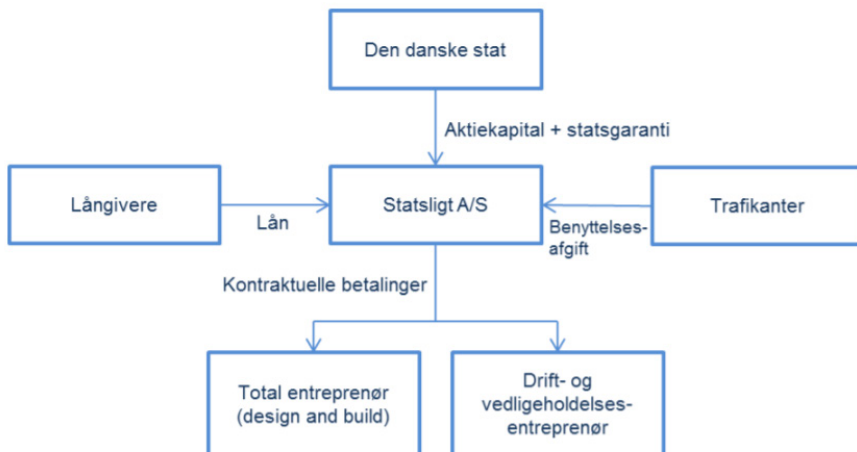 Den danske stat
Aktiekapital + statsgaranti
Långivere
Lån
Statsligt A/S
Benyttelses-
afgift
Trafikanter
Kontraktuelle betalinger
Total entreprenør
(design and build)
Drift- og
vedligeholdelses-
entreprenør